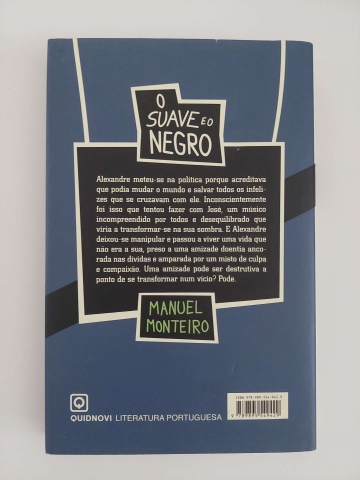 O
SUAVE E O
NEGRO
Alexandre meteu-se na política porque acreditava
que podia mudar o mundo e salvar todos os infeli-
zes que se cruzavam com ele. Inconscientemente
foi isso que tentou fazer com José, um músico
incompreendido por todos e desequilibrado que
viria a transformar-se na sua sombra. E Alexandre
deixou-se manipular e passou a viver uma vida que
não era a sua, preso a uma amizade doentia anco-
rada nas dívidas e amparada por um misto de culpa
e compaixão. Uma amizade pode ser destrutiva a
ponto de se transformar num vício? Pode.
MANUEL
MONTEIRO
QUIDNOVI LITERATURA PORTUGUESA